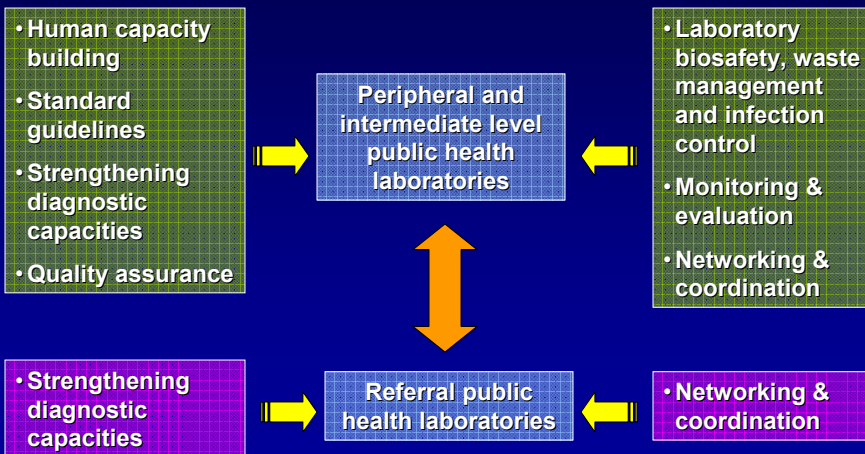 • Human capacity
building
• Standard
guidelines
• Strengthening
diagnostic
capacities
• Quality assurance
Peripheral and
intermediate level
public health
laboratories
• Laboratory
biosafety, waste
management
and infection
control
• Monitoring &
evaluation
• Networking &
coordination
• Strengthening
diagnostic
capacities
Referral public
health laboratories
• Networking &
coordination